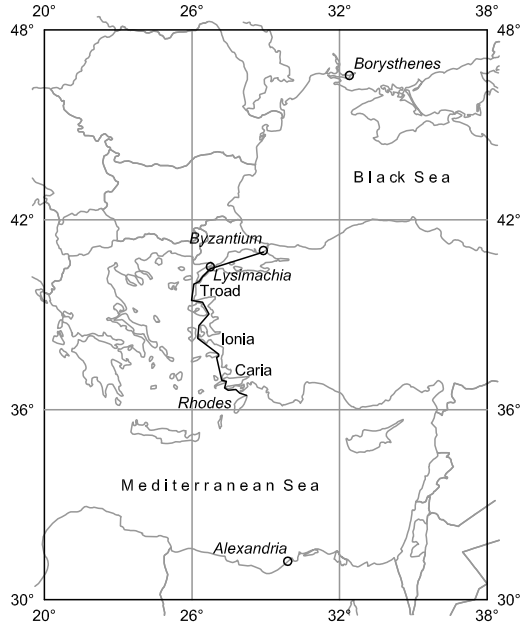 20° 26° 32° 38°
48°
Borysthenes
Black Sea
42° 42°
Byzantium
Lysimachia
Troad
Ionia
Caria
Rhodes
36° 36°
Mediterranean Sea
Alexandria
30° 30°
20° 26° 32° 38°
48°